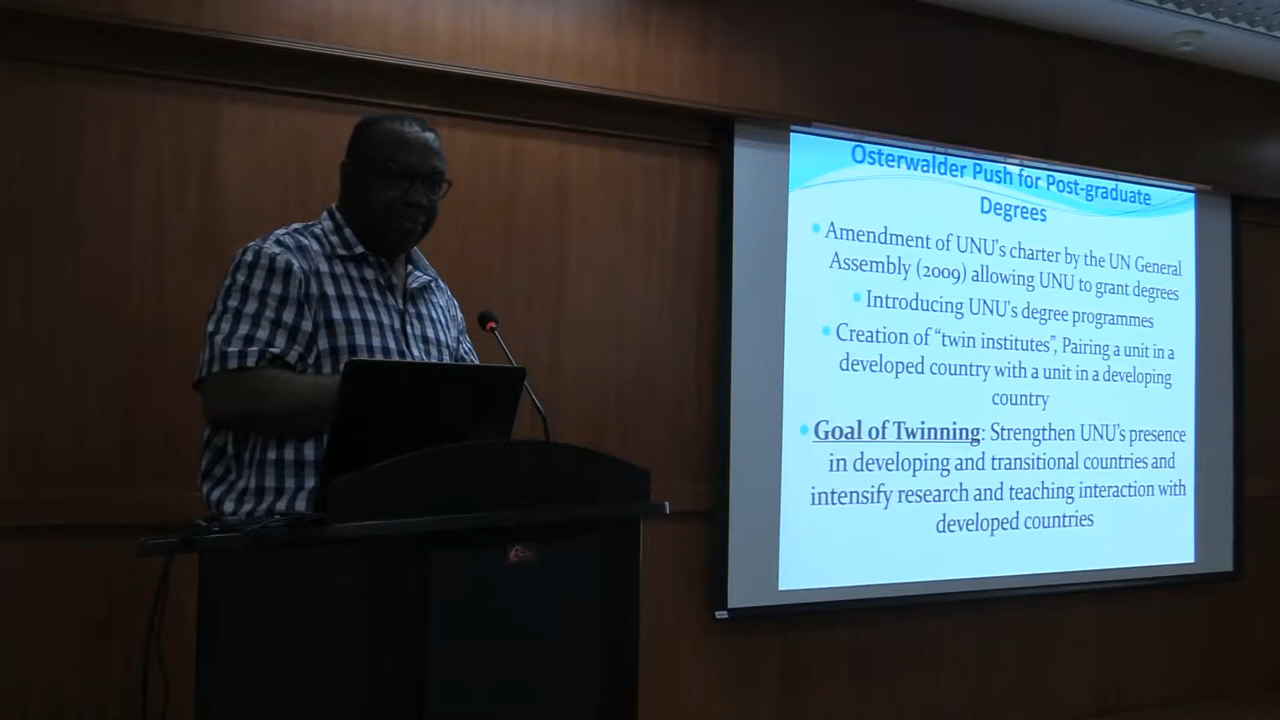 Osterwalder Push for Post-graduate
Degrees
Amendment of UNU's charter by the UN General
Assembly (2009) allowing UNU to grant degrees
Introducing UNU's degree programmes
Creation of “twin institutes”, Pairing a unit in a
developed country with a unit in a developing
country
Goal of Twinning: Strengthen UNU's presence
in developing and transitional countries and
intensify research and teaching interaction with
developed countries